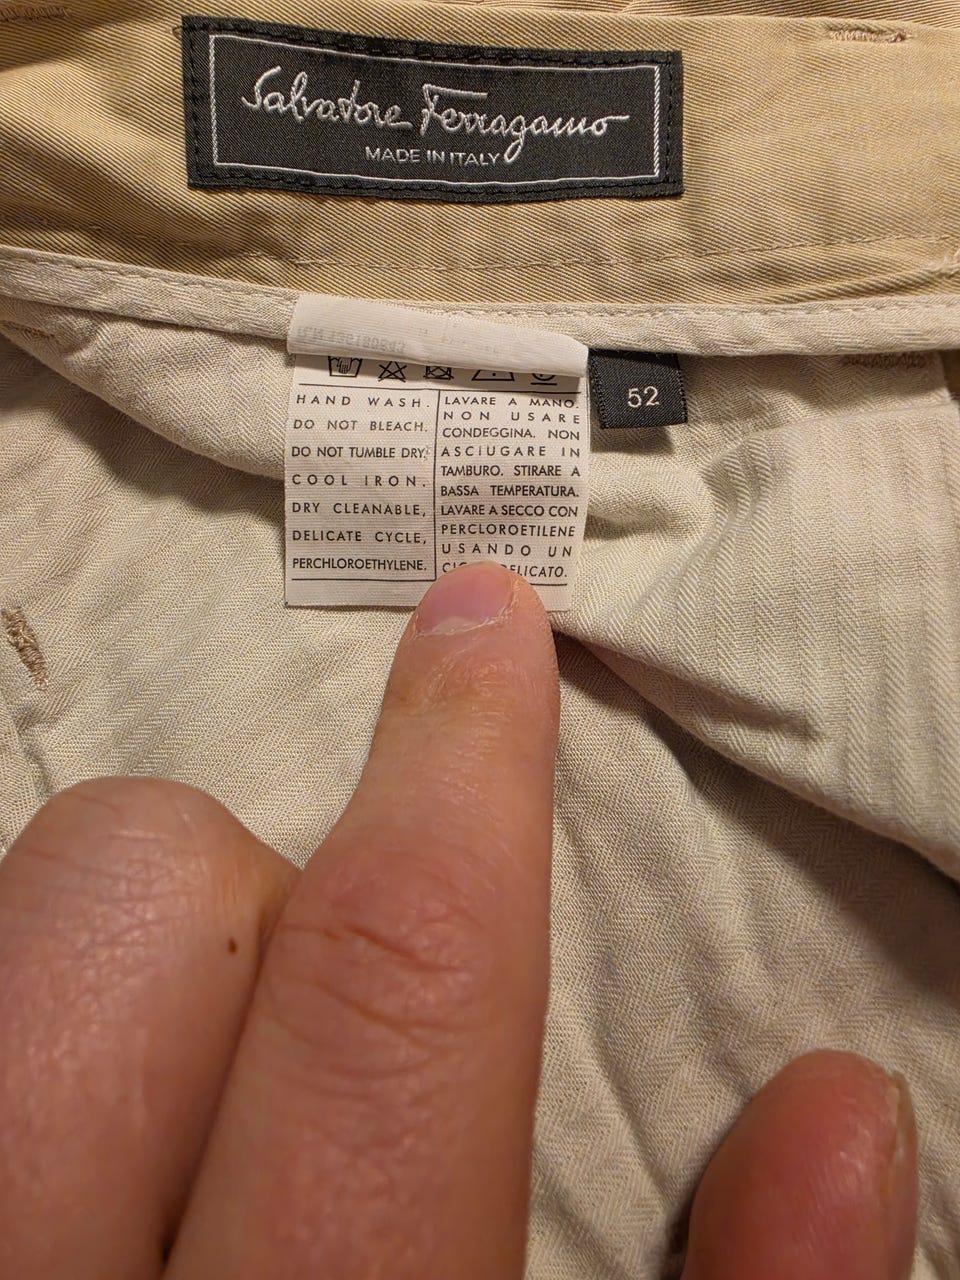 Salvatore Ferragamo
MADE IN ITALY
52
HAND WASH.
DO NOT BLEACH.
DO NOT TUMBLE DRY.
COOL IRON.
DRY CLEANABLE,
DELICATE CYCLE,
PERCHLOROETHYLENE.
LAVARE A MANO.
NON USARE
CONDEGGINA. NON
ASCIUGARE IN
TAMBURO. STIRARE A
BASSA TEMPERATURA.
LAVARE A SECCO CON
PERCLOROETILENE
USANDO UN